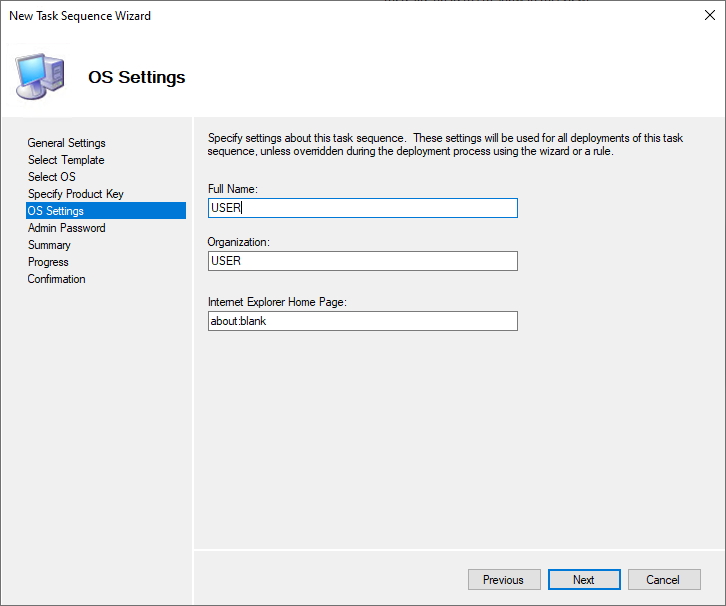 New Task Sequence Wizard
OS Settings
General Settings
Select Template
Select OS
Specify Product Key
OS Settings
Admin Password
Summary
Progress
Confirmation
Specify settings about this task sequence.  These settings will be used for all deployments of this task
sequence, unless overridden during the deployment process using the wizard or a rule.
Full Name:
USER
Organization:
USER
Internet Explorer Home Page:
about:blank
Previous
Next
Cancel